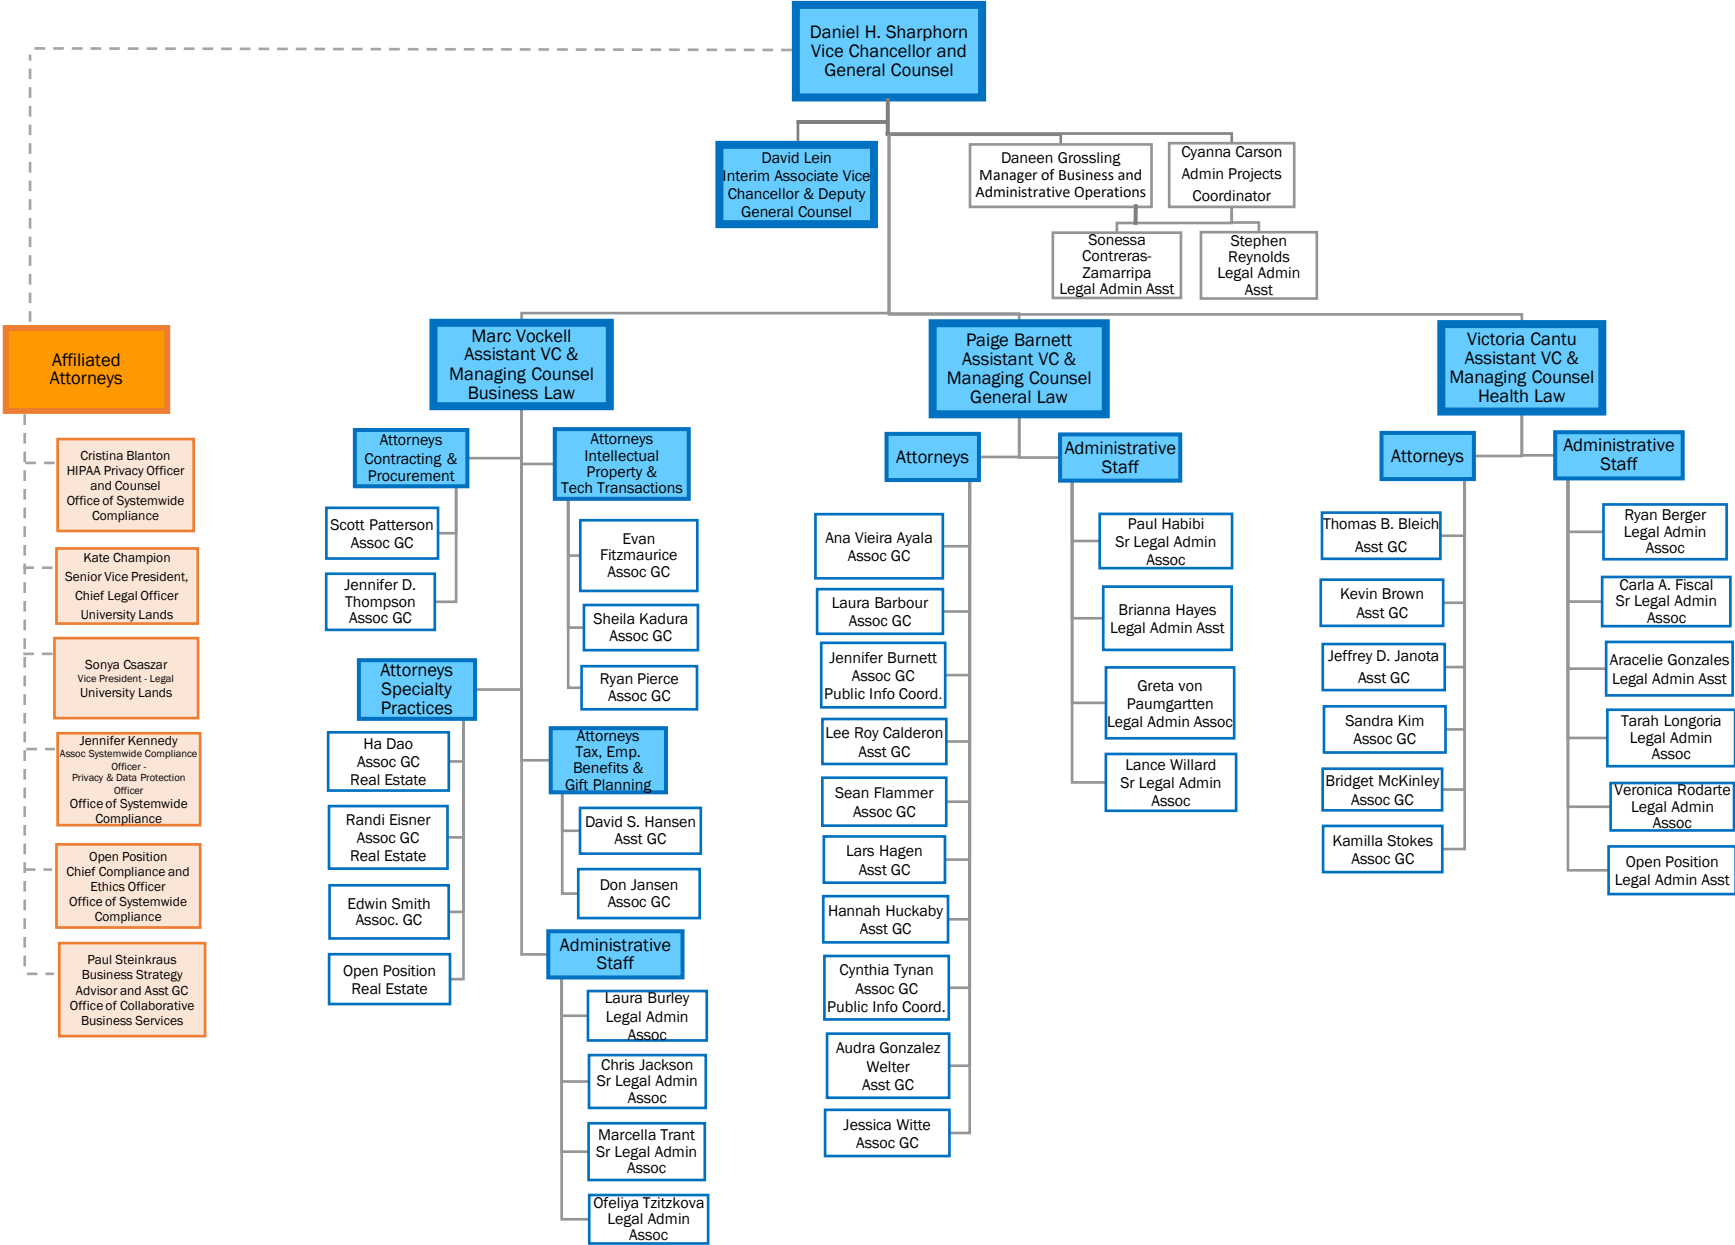 Daniel H. Sharphorn
Vice Chancellor and
General Counsel
David Lein
Interim Associate Vice
Chancellor & Deputy
General Counsel
Daneen Grossling
Manager of Business and
Administrative Operations
Cyanna Carson
Admin Projects
Coordinator
Sonessa
Contreras-
Zamarripa
Legal Admin Asst
Stephen
Reynolds
Legal Admin
Asst
Affiliated
Attorneys
Cristina Blanton
HIPAA Privacy Officer
and Counsel
Office of Systemwide
Compliance
Kate Champion
Senior Vice President,
Chief Legal Officer
University Lands
Sonya Csaszar
Vice President - Legal
University Lands
Jennifer Kennedy
Assoc Systemwide Compliance
Officer -
Privacy & Data Protection
Officer
Office of Systemwide
Compliance
Open Position
Chief Compliance and
Ethics Officer
Office of Systemwide
Compliance
Paul Steinkraus
Business Strategy
Advisor and Asst GC
Office of Collaborative
Business Services
Marc Vockell
Assistant VC &
Managing Counsel
Business Law
Attorneys
Contracting &
Procurement
Scott Patterson
Assoc GC
Jennifer D.
Thompson
Assoc GC
Attorneys
Specialty
Practices
Ha Dao
Assoc GC
Real Estate
Randi Eisner
Assoc GC
Real Estate
Edwin Smith
Assoc. GC
Open Position
Real Estate
Attorneys
Intellectual
Property &
Tech Transactions
Evan
Fitzmaurice
Assoc GC
Sheila Kadura
Assoc GC
Ryan Pierce
Assoc GC
Attorneys
Tax, Emp.
Benefits &
Gift Planning
David S. Hansen
Asst GC
Don Jansen
Assoc GC
Administrative
Staff
Laura Burley
Legal Admin
Assoc
Chris Jackson
Sr Legal Admin
Assoc
Marcella Trant
Sr Legal Admin
Assoc
Ofeliya Tzitzkova
Legal Admin
Assoc
Paige Barnett
Assistant VC &
Managing Counsel
General Law
Attorneys
Ana Vieira Ayala
Assoc GC
Laura Barbour
Assoc GC
Jennifer Burnett
Assoc GC
Public Info Coord.
Lee Roy Calderon
Asst GC
Sean Flammer
Assoc GC
Lars Hagen
Asst GC
Hannah Huckaby
Asst GC
Cynthia Tynan
Assoc GC
Public Info Coord.
Audra Gonzalez
Welter
Asst GC
Jessica Witte
Assoc GC
Administrative
Staff
Paul Habibi
Sr Legal Admin
Assoc
Brianna Hayes
Legal Admin Asst
Greta von
Paumgartten
Legal Admin Assoc
Lance Willard
Sr Legal Admin
Assoc
Victoria Cantu
Assistant VC &
Managing Counsel
Health Law
Attorneys
Thomas B. Bleich
Asst GC
Kevin Brown
Asst GC
Jeffrey D. Janota
Asst GC
Sandra Kim
Assoc GC
Bridget McKinley
Assoc GC
Kamilla Stokes
Assoc GC
Administrative
Staff
Ryan Berger
Legal Admin
Assoc
Carla A. Fiscal
Sr Legal Admin
Assoc
Aracelie Gonzales
Legal Admin Asst
Tarah Longoria
Legal Admin
Assoc
Veronica Rodarte
Legal Admin
Assoc
Open Position
Legal Admin Asst